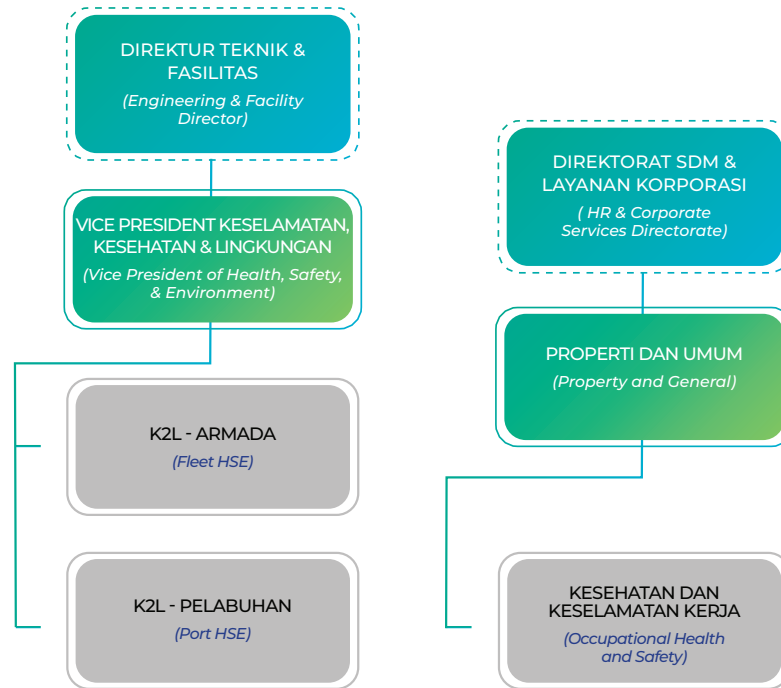 DIREKTUR TEKNIK &
FASILITAS
(Engineering & Facility
Director)
VICE PRESIDENT KESELAMATAN,
KESEHATAN & LINGKUNGAN
(Vice President of Health, Safety,
& Environment)
K2L - ARMADA
(Fleet HSE)
K2L - PELABUHAN
(Port HSE)
DIREKTORAT SDM &
LAYANAN KORPORASI
( HR & Corporate
Services Directorate)
PROPERTI DAN UMUM
(Property and General)
KESEHATAN DAN
KESELAMATAN KERJA
(Occupational Health
and Safety)